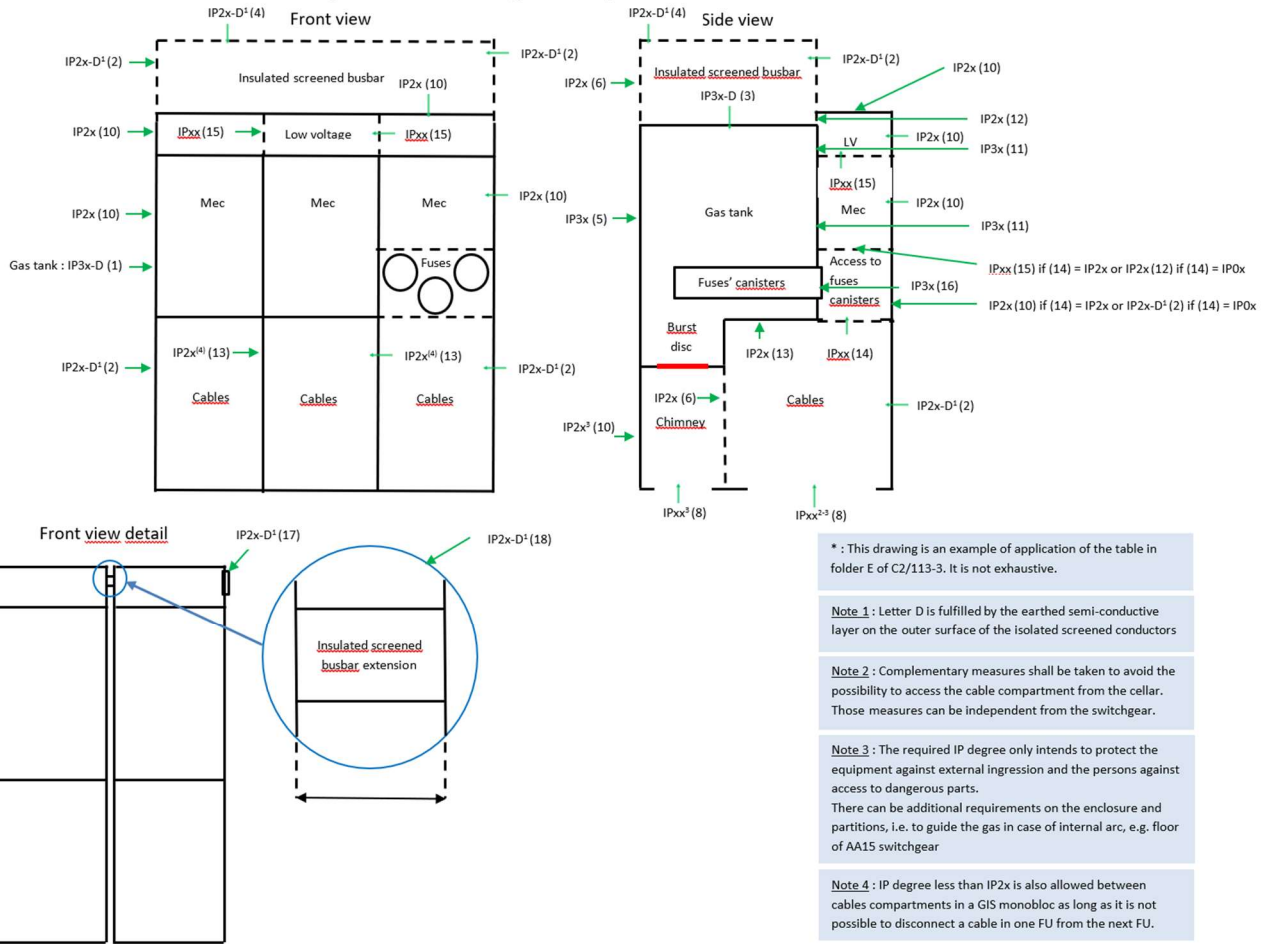 IP2x-D¹ (4)
Front view
IP2x-D¹ (2)
IP2x-D¹ (2)
Insulated screened busbar
IP2x (10)
IP2x (10)
IPxx (15)
Low voltage
IPxx (15)
Mec
Mec
Mec
IP2x (10)
IP2x (10)
Gas tank : IP3x-D (1)
Fuses
IP2x-D¹ (2)
IP2x⁽⁴⁾ (13)
IP2x⁽⁴⁾ (13)
IP2x-D¹ (2)
Cables
Cables
Cables
IP2x-D¹ (4)
Side view
IP2x-D¹ (2)
IP2x (10)
IP2x (6)
Insulated screened busbar
IP3x-D (3)
IP2x (12)
LV
IP2x (10)
IP3x (11)
IPxx (15)
IP2x (10)
Gas tank
Mec
IP3x (5)
IP3x (11)
Access to
fuses
canisters
IPxx (15) if (14) = IP2x or IP2x (12) if (14) = IP0x
Fuses’ canisters
IP3x (16)
IP2x (10) if (14) = IP2x or IP2x-D¹ (2) if (14) = IP0x
Burst
disc
IP2x (13)
IPxx (14)
IP2x (6)
Cables
IP2x-D¹ (2)
Chimney
IP2x³ (10)
IPxx³ (8)
IPxx²⁻³ (8)
Front view detail
IP2x-D¹ (17)
IP2x-D¹ (18)
Insulated screened
busbar extension
* : This drawing is an example of application of the table in
folder E of C2/113-3. It is not exhaustive.
Note 1 : Letter D is fulfilled by the earthed semi-conductive
layer on the outer surface of the isolated screened conductors
Note 2 : Complementary measures shall be taken to avoid the
possibility to access the cable compartment from the cellar.
Those measures can be independent from the switchgear.
Note 3 : The required IP degree only intends to protect the
equipment against external ingression and the persons against
access to dangerous parts.
There can be additional requirements on the enclosure and
partitions, i.e. to guide the gas in case of internal arc, e.g. floor
of AA15 switchgear
Note 4 : IP degree less than IP2x is also allowed between
cables compartments in a GIS monobloc as long as it is not
possible to disconnect a cable in one FU from the next FU.